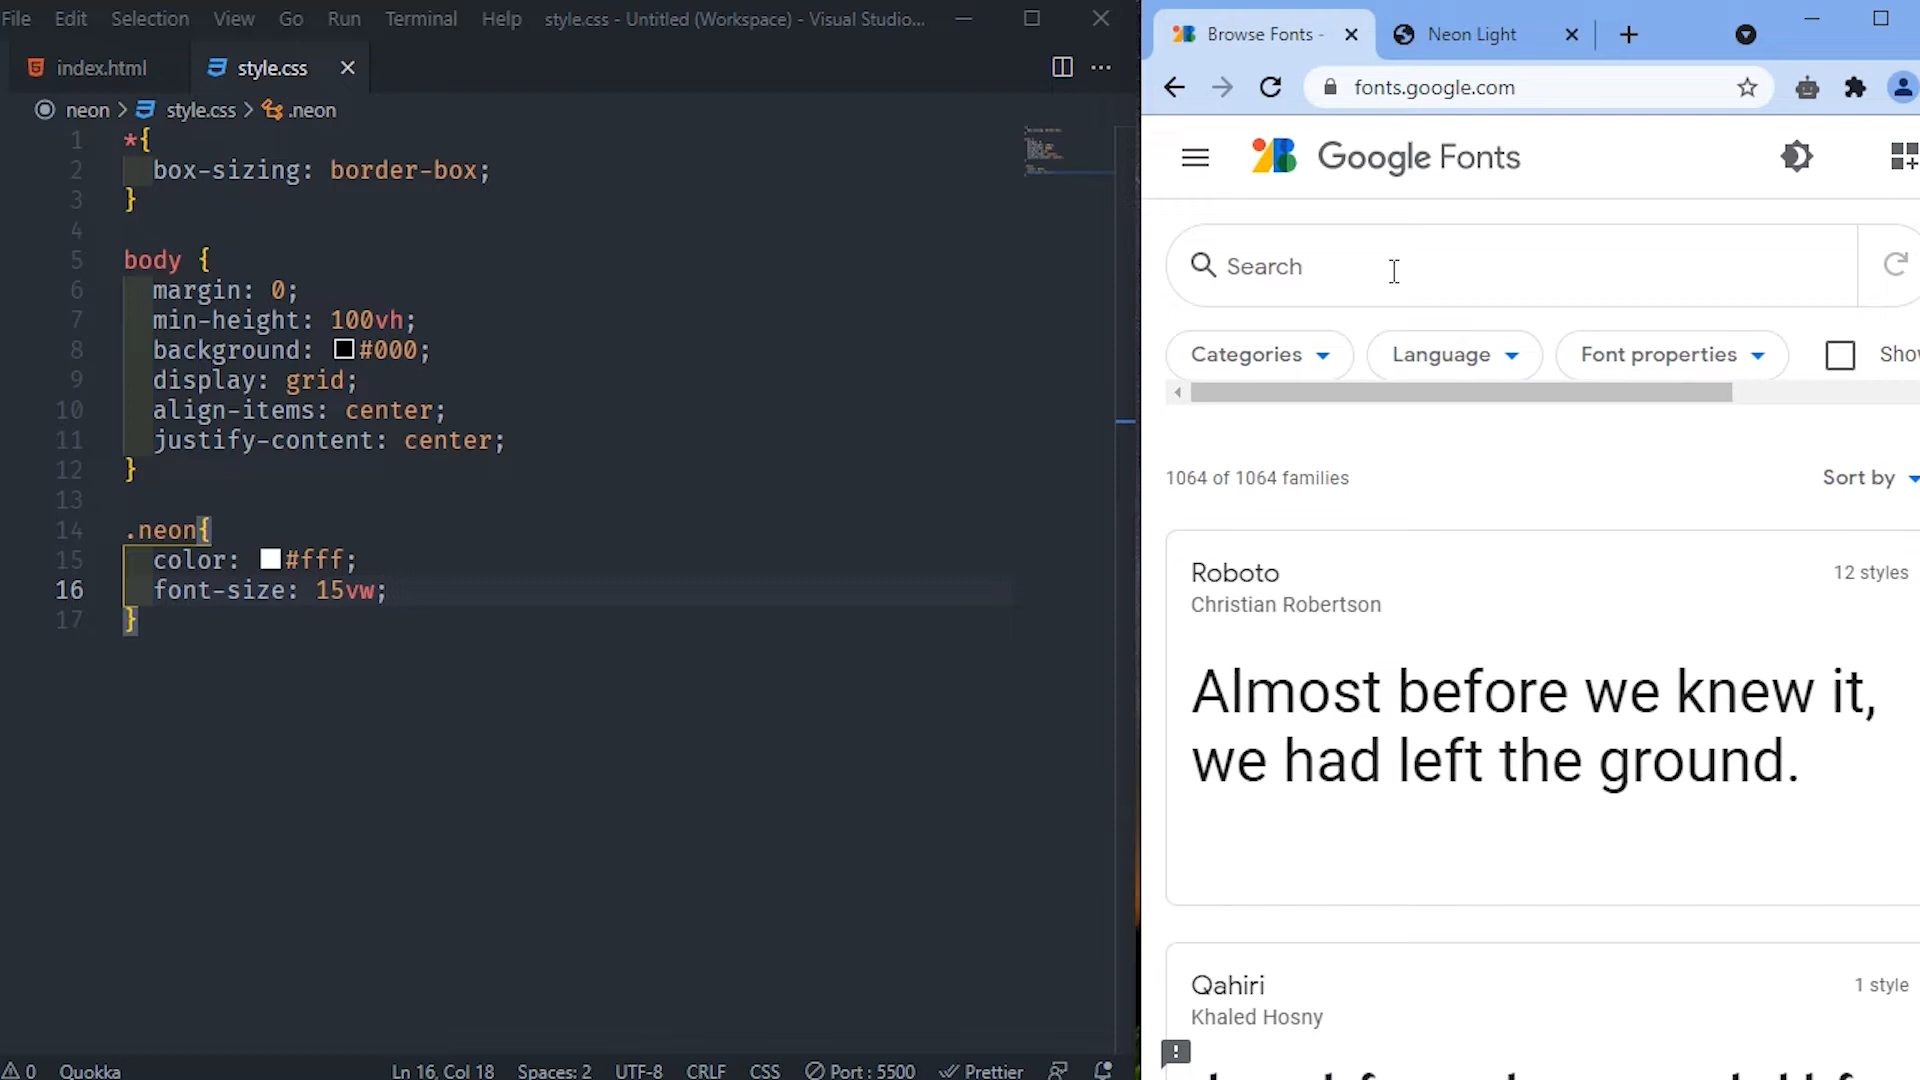 File Edit Selection View Go Run Terminal Help style.css - Untitled (Workspace) - Visual Studio...
index.html style.css
neon > style.css > .neon
1 *{
2 box-sizing: border-box;
3 }
4
5 body {
6 margin: 0;
7 min-height: 100vh;
8 background: #000;
9 display: grid;
10 align-items: center;
11 justify-content: center;
12 }
13
14 .neon{
15 color: #fff;
16 font-size: 15vw;
17 }
0 Quokka Ln 16, Col 18 Spaces: 2 UTF-8 CRLF CSS Port : 5500 Prettier
Browse Fonts - Neon Light
fonts.google.com
Google Fonts
Search
Categories Language Font properties Sho
1064 of 1064 families Sort by
Roboto 12 styles
Christian Robertson
Almost before we knew it,
we had left the ground.
Qahiri 1 style
Khaled Hosny